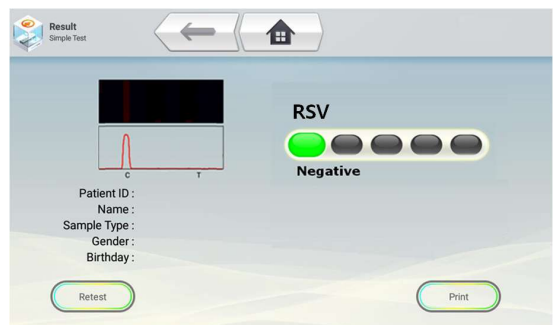 Result
Simple Test
RSV
Negative
C T
Patient ID :
Name :
Sample Type :
Gender :
Birthday :
Retest
Print